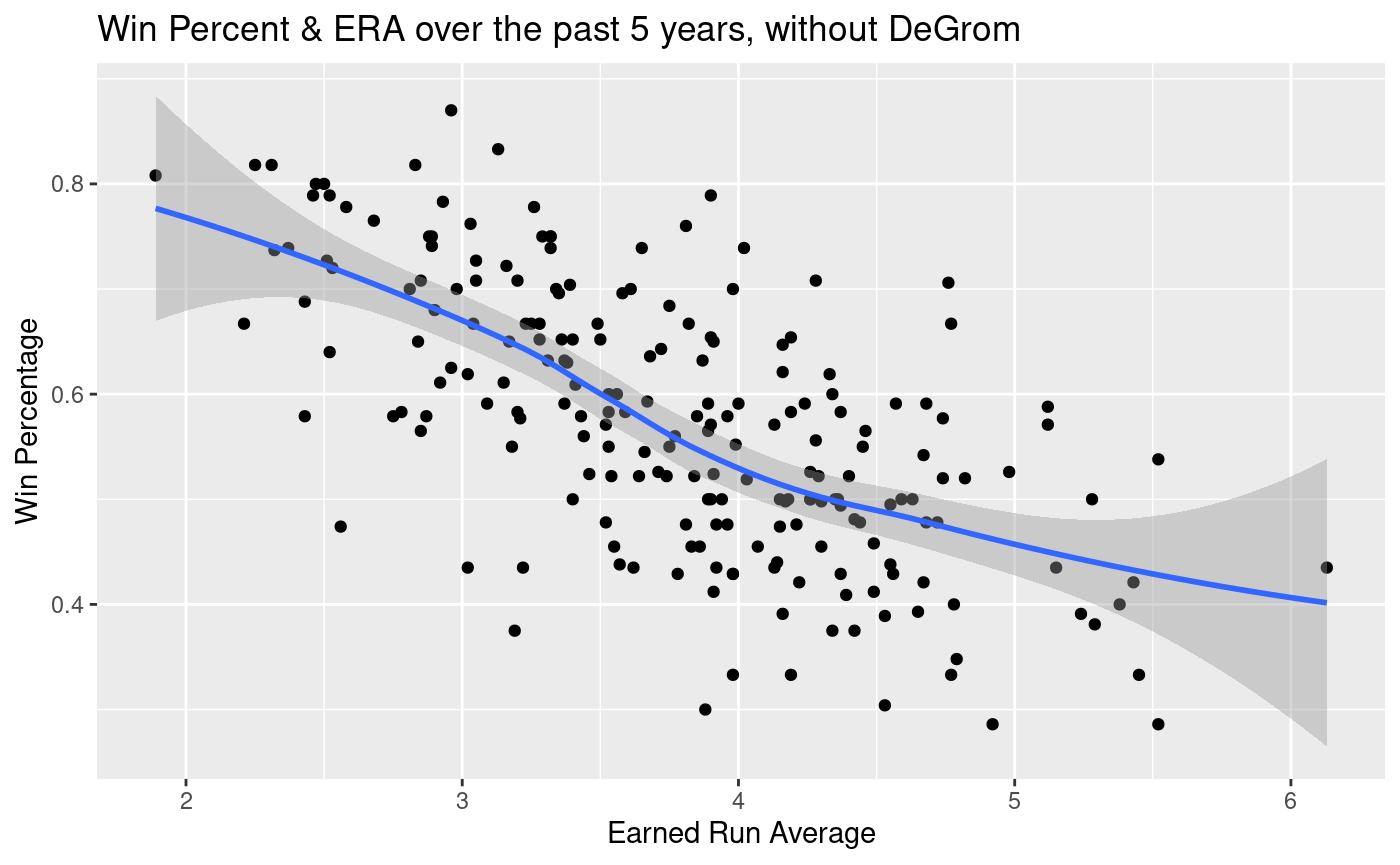 Win Percent & ERA over the past 5 years, without DeGrom
Win Percentage
0.8
0.6
0.4
2 3 4 5 6
Earned Run Average